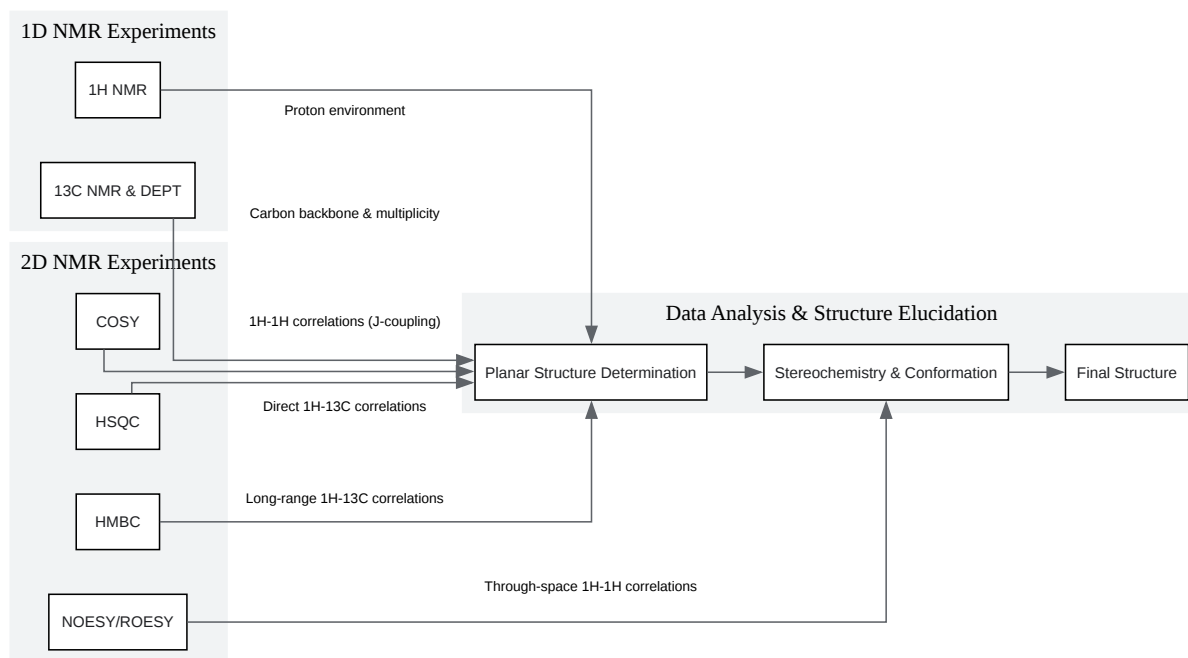 1D NMR Experiments
1H NMR
Proton environment
13C NMR & DEPT
Carbon backbone & multiplicity
2D NMR Experiments
COSY
1H-1H correlations (J-coupling)
HSQC
Direct 1H-13C correlations
HMBC
Long-range 1H-13C correlations
NOESY/ROESY
Through-space 1H-1H correlations
Data Analysis & Structure Elucidation
Planar Structure Determination
Stereochemistry & Conformation
Final Structure